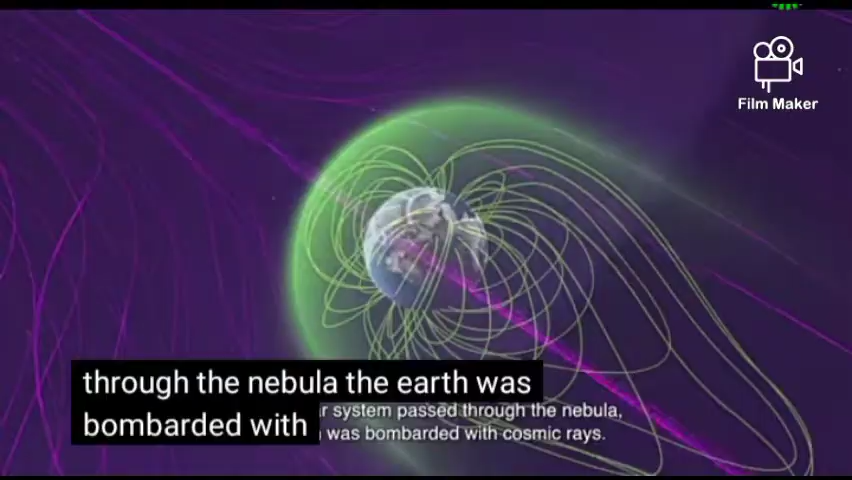 Film Maker
through the nebula the earth was
bombarded with
system passed through the nebula,
was bombarded with cosmic rays.